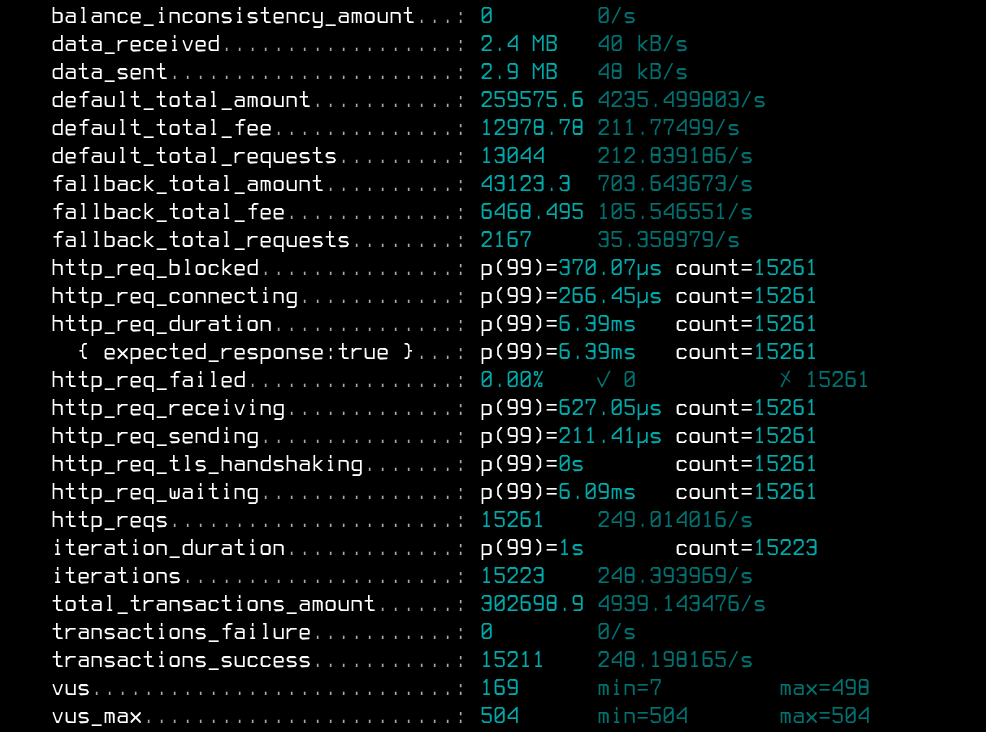 balance_inconsistency_amount...: 0 0/s
data_received..................: 2.4 MB 40 kB/s
data_sent......................: 2.9 MB 48 kB/s
default_total_amount...........: 259575.6 4235.499803/s
default_total_fee..............: 12978.78 211.77499/s
default_total_requests.........: 13044 212.839186/s
fallback_total_amount..........: 43123.3 703.643673/s
fallback_total_fee.............: 6468.495 105.546551/s
fallback_total_requests........: 2167 35.358979/s
http_req_blocked...............: p(99)=370.07µs count=15261
http_req_connecting............: p(99)=266.45µs count=15261
http_req_duration..............: p(99)=6.39ms count=15261
{ expected_response:true }...: p(99)=6.39ms count=15261
http_req_failed................: 0.00% ✓ 0 ✗ 15261
http_req_receiving.............: p(99)=627.05µs count=15261
http_req_sending...............: p(99)=211.41µs count=15261
http_req_tls_handshaking.......: p(99)=0s count=15261
http_req_waiting...............: p(99)=6.09ms count=15261
http_reqs......................: 15261 249.014016/s
iteration_duration.............: p(99)=1s count=15223
iterations.....................: 15223 248.393969/s
total_transactions_amount......: 302698.9 4939.143476/s
transactions_failure...........: 0 0/s
transactions_success...........: 15211 248.198165/s
vus............................: 169 min=7 max=498
vus_max........................: 504 min=504 max=504